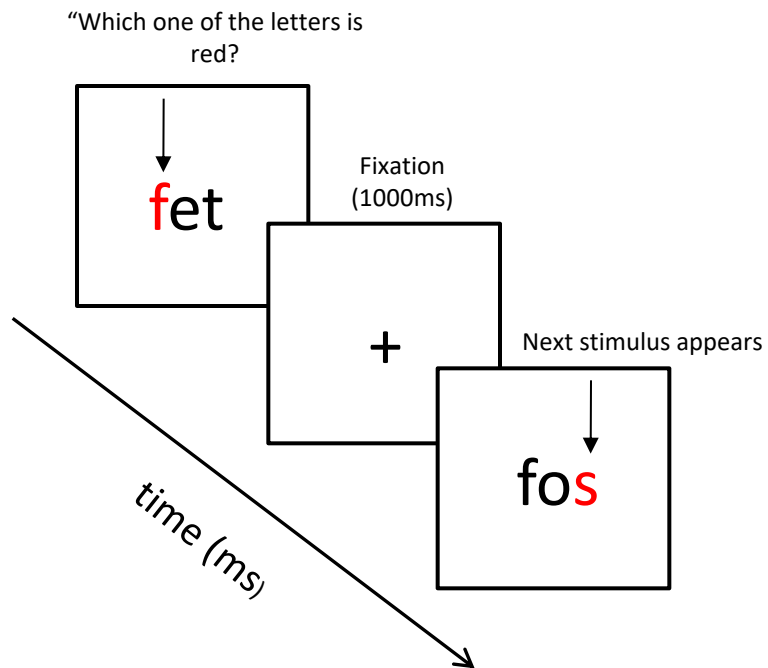 “Which one of the letters is
red?
fet
Fixation
(1000ms)
+
Next stimulus appears
fos
time (ms)